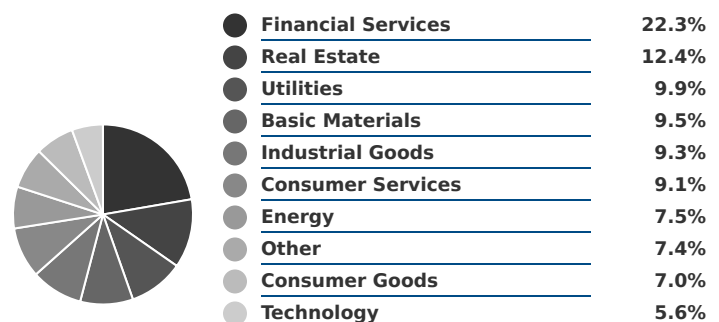 Financial Services 22.3%
Real Estate 12.4%
Utilities 9.9%
Basic Materials 9.5%
Industrial Goods 9.3%
Consumer Services 9.1%
Energy 7.5%
Other 7.4%
Consumer Goods 7.0%
Technology 5.6%